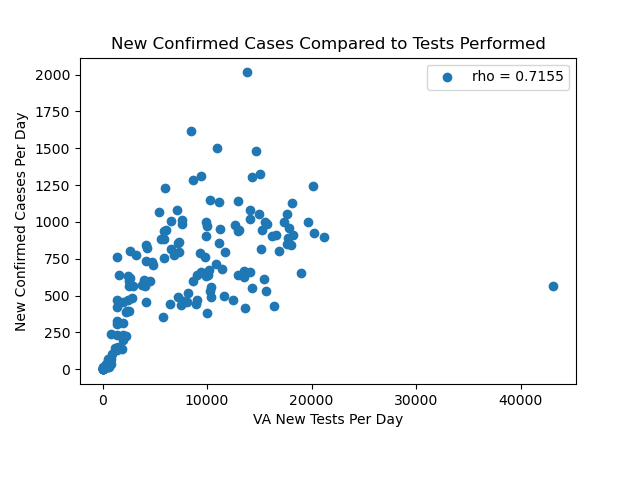 New Confirmed Cases Compared to Tests Performed
rho = 0.7155
2000
1750
1500
1250
1000
750
500
250
0
New Confirmed Caeses Per Day
0 10000 20000 30000 40000
VA New Tests Per Day